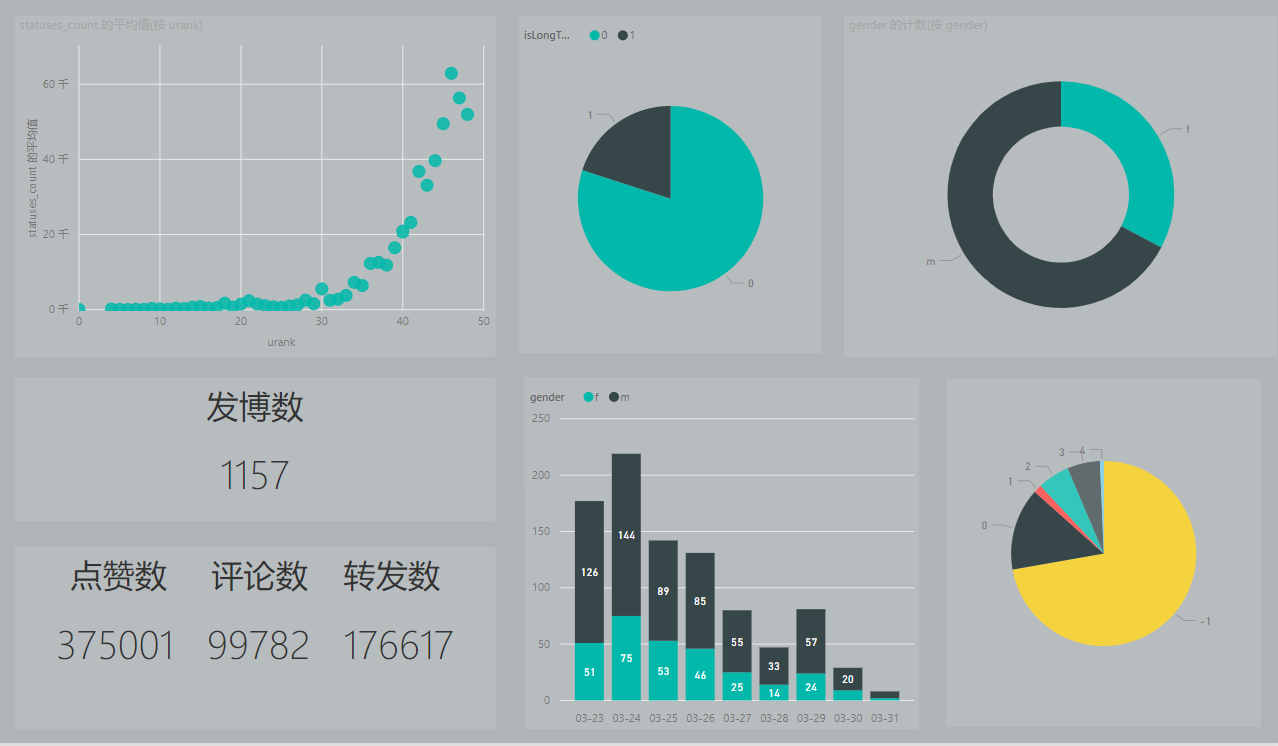 statuses_count 的平均值(按 urank)
60 千
40 千
20 千
0 千
statuses_count 的平均值
0 10 20 30 40 50
urank
isLongT... 0 1
1
0
gender 的计数(按 gender)
f
m
发博数
1157
点赞数 评论数 转发数
375001 99782 176617
gender f m
250
200
150
100
50
0
126 144 89 85 55 33 57 20
51 75 53 46 25 14 24
03-23 03-24 03-25 03-26 03-27 03-28 03-29 03-30 03-31
4
3
2
1
0
-1